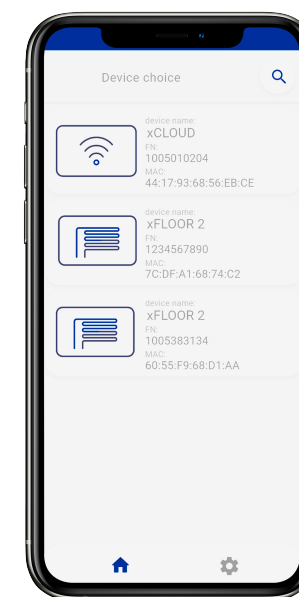 Device choice
device name:
xCLOUD
FN:
1005010204
MAC:
44:17:93:68:56:EB:CE
device name:
xFLOOR 2
FN:
1234567890
MAC:
7C:DF:A1:68:74:C2
device name:
xFLOOR 2
FN:
1005383134
MAC:
60:55:F9:68:D1:AA